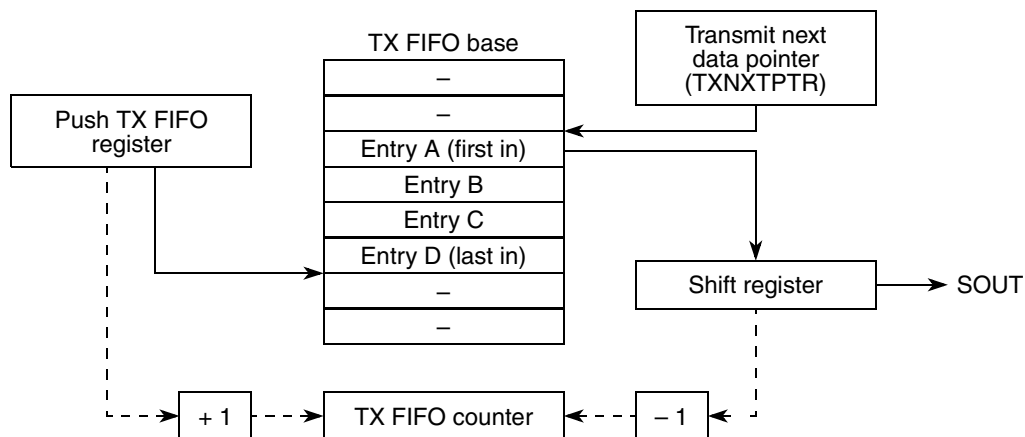 TX FIFO base
Transmit next
data pointer
(TXNXTPTR)
Push TX FIFO
register
–
–
Entry A (first in)
Entry B
Entry C
Entry D (last in)
–
–
Shift register
SOUT
+ 1
TX FIFO counter
– 1